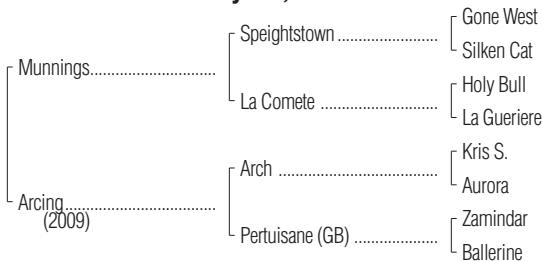 Gone West
Speightstown
Silken Cat
Munnings
Holy Bull
La Comete
La Gueriere
Kris S.
Arch
Aurora
Arcing
(2009)
Zamindar
Pertuisane (GB)
Ballerine